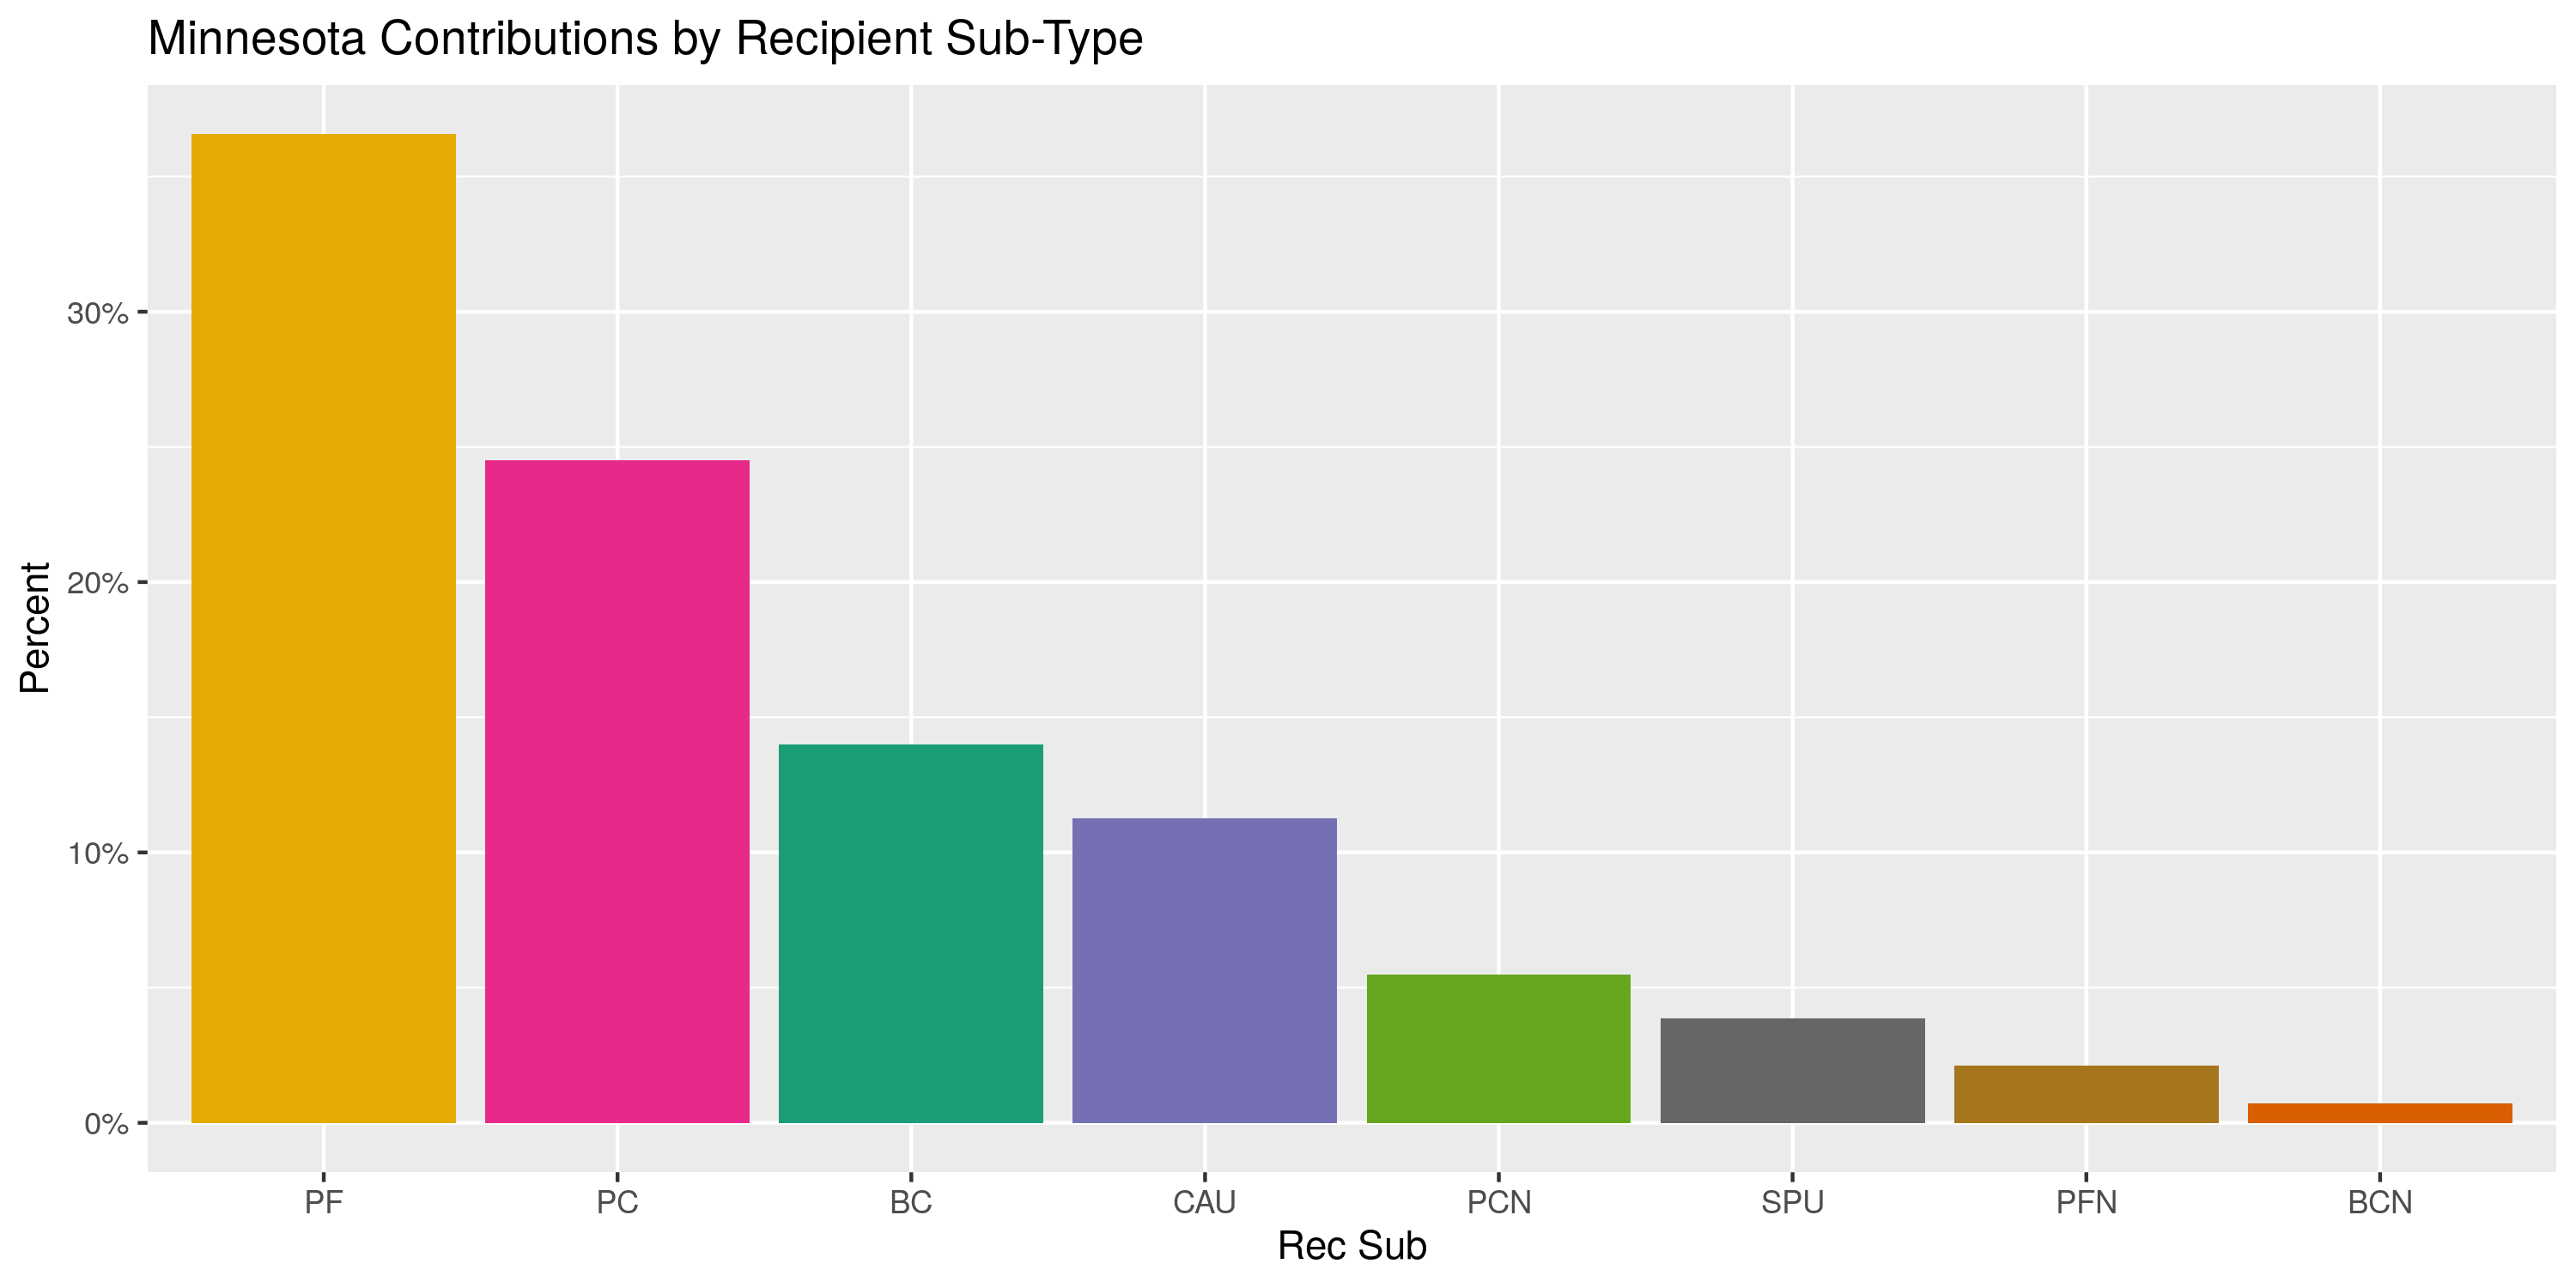 Minnesota Contributions by Recipient Sub-Type
Percent
30%
20%
10%
0%
PF PC BC CAU PCN SPU PFN BCN
Rec Sub